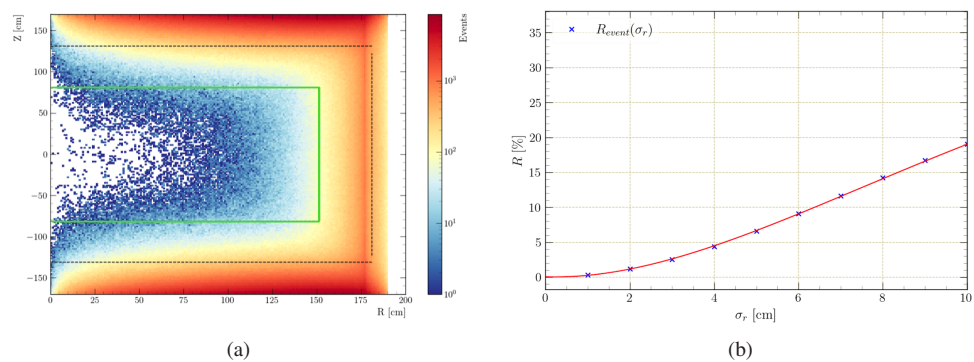 Z [cm]
150
100
50
0
−50
−100
−150
0 25 50 75 100 125 150 175 200
R [cm]
Events
10³
10²
10¹
10⁰
(a)
R [%]
35
30
25
20
15
10
5
0
R_event(σ_r)
0 2 4 6 8 10
σ_r [cm]
(b)